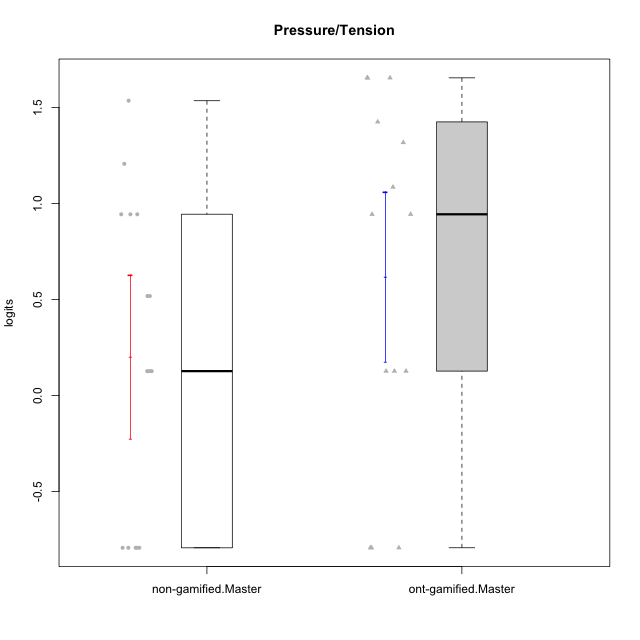 Pressure/Tension
logits
1.5
1.0
0.5
0.0
-0.5
non-gamified.Master
ont-gamified.Master